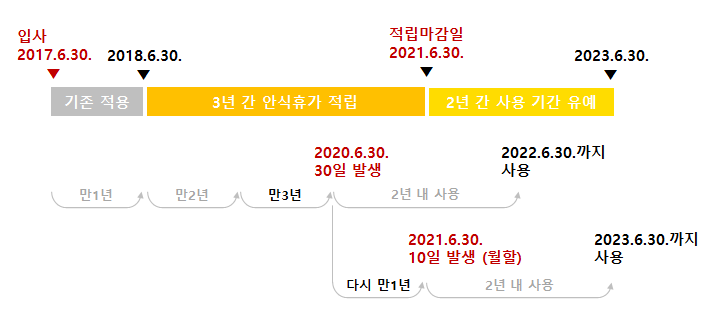 입사
2017.6.30.
2018.6.30.
적립마감일
2021.6.30.
2023.6.30.
기존 적용
3년 간 안식휴가 적립
2년 간 사용 기간 유예
2020.6.30.
30일 발생
2022.6.30.까지
사용
만1년
만2년
만3년
2년 내 사용
2021.6.30.
10일 발생 (월할)
2023.6.30.까지
사용
다시 만1년
2년 내 사용